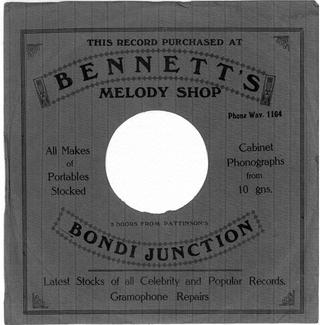 THIS RECORD PURCHASED AT
BENNETT'S
MELODY SHOP
Phone Wav. 1164
All Makes
of
Portables
Stocked
Cabinet
Phonographs
from
10 gns.
3 DOORS FROM PATTINSON'S
BONDI JUNCTION
Latest Stocks of all Celebrity and Popular Records.
Gramophone Repairs